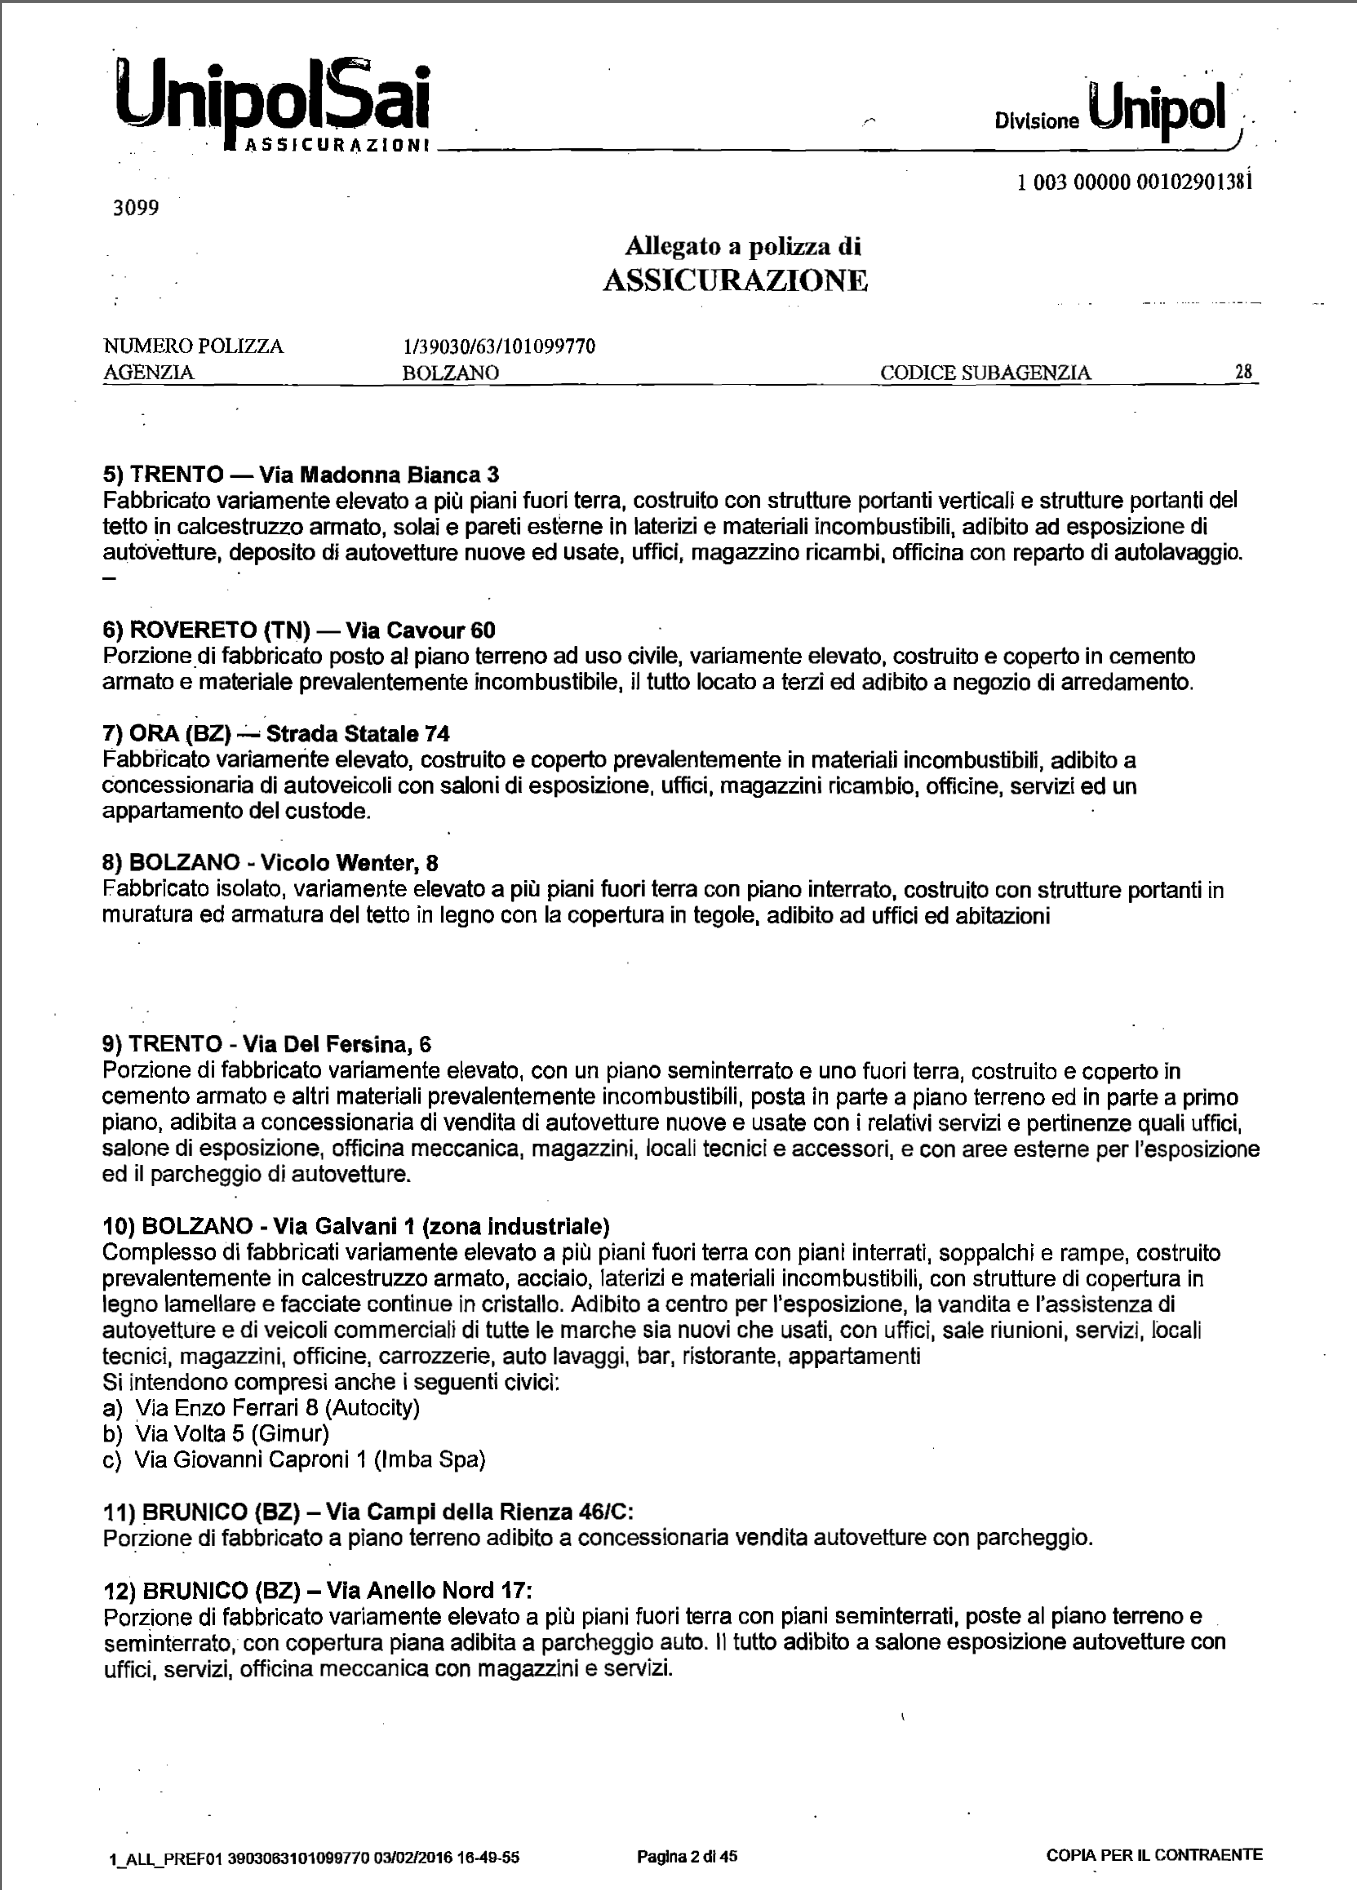 UnipolSai
ASSICURAZIONI
Divisione Unipol
1 003 00000 00102901381
3099
Allegato a polizza di
ASSICURAZIONE
NUMERO POLIZZA 1/39030/63/101099770
AGENZIA BOLZANO CODICE SUBAGENZIA 28
5) TRENTO — Via Madonna Bianca 3
Fabbricato variamente elevato a più piani fuori terra, costruito con strutture portanti verticali e strutture portanti del
tetto in calcestruzzo armato, solai e pareti esterne in laterizi e materiali incombustibili, adibito ad esposizione di
autovetture, deposito di autovetture nuove ed usate, uffici, magazzino ricambi, officina con reparto di autolavaggio.
–
6) ROVERETO (TN) — Via Cavour 60
Porzione di fabbricato posto al piano terreno ad uso civile, variamente elevato, costruito e coperto in cemento
armato e materiale prevalentemente incombustibile, il tutto locato a terzi ed adibito a negozio di arredamento.
7) ORA (BZ) — Strada Statale 74
Fabbricato variamente elevato, costruito e coperto prevalentemente in materiali incombustibili, adibito a
concessionaria di autoveicoli con saloni di esposizione, uffici, magazzini ricambio, officine, servizi ed un
appartamento del custode.
8) BOLZANO - Vicolo Wenter, 8
Fabbricato isolato, variamente elevato a più piani fuori terra con piano interrato, costruito con strutture portanti in
muratura ed armatura del tetto in legno con la copertura in tegole, adibito ad uffici ed abitazioni
9) TRENTO - Via Del Fersina, 6
Porzione di fabbricato variamente elevato, con un piano seminterrato e uno fuori terra, costruito e coperto in
cemento armato e altri materiali prevalentemente incombustibili, posta in parte a piano terreno ed in parte a primo
piano, adibita a concessionaria di vendita di autovetture nuove e usate con i relativi servizi e pertinenze quali uffici,
salone di esposizione, officina meccanica, magazzini, locali tecnici e accessori, e con aree esterne per l'esposizione
ed il parcheggio di autovetture.
10) BOLZANO - Via Galvani 1 (zona industriale)
Complesso di fabbricati variamente elevato a più piani fuori terra con piani interrati, soppalchi e rampe, costruito
prevalentemente in calcestruzzo armato, acciaio, laterizi e materiali incombustibili, con strutture di copertura in
legno lamellare e facciate continue in cristallo. Adibito a centro per l'esposizione, la vandita e l'assistenza di
autovetture e di veicoli commerciali di tutte le marche sia nuovi che usati, con uffici, sale riunioni, servizi, locali
tecnici, magazzini, officine, carrozzerie, auto lavaggi, bar, ristorante, appartamenti
Si intendono compresi anche i seguenti civici:
a) Via Enzo Ferrari 8 (Autocity)
b) Via Volta 5 (Gimur)
c) Via Giovanni Caproni 1 (Imba Spa)
11) BRUNICO (BZ) – Via Campi della Rienza 46/C:
Porzione di fabbricato a piano terreno adibito a concessionaria vendita autovetture con parcheggio.
12) BRUNICO (BZ) – Via Anello Nord 17:
Porzione di fabbricato variamente elevato a più piani fuori terra con piani seminterrati, poste al piano terreno e
seminterrato, con copertura piana adibita a parcheggio auto. Il tutto adibito a salone esposizione autovetture con
uffici, servizi, officina meccanica con magazzini e servizi.
1_ALL_PREF01 3903063101099770 03/02/2016 16-49-55 Pagina 2 di 45 COPIA PER IL CONTRAENTE